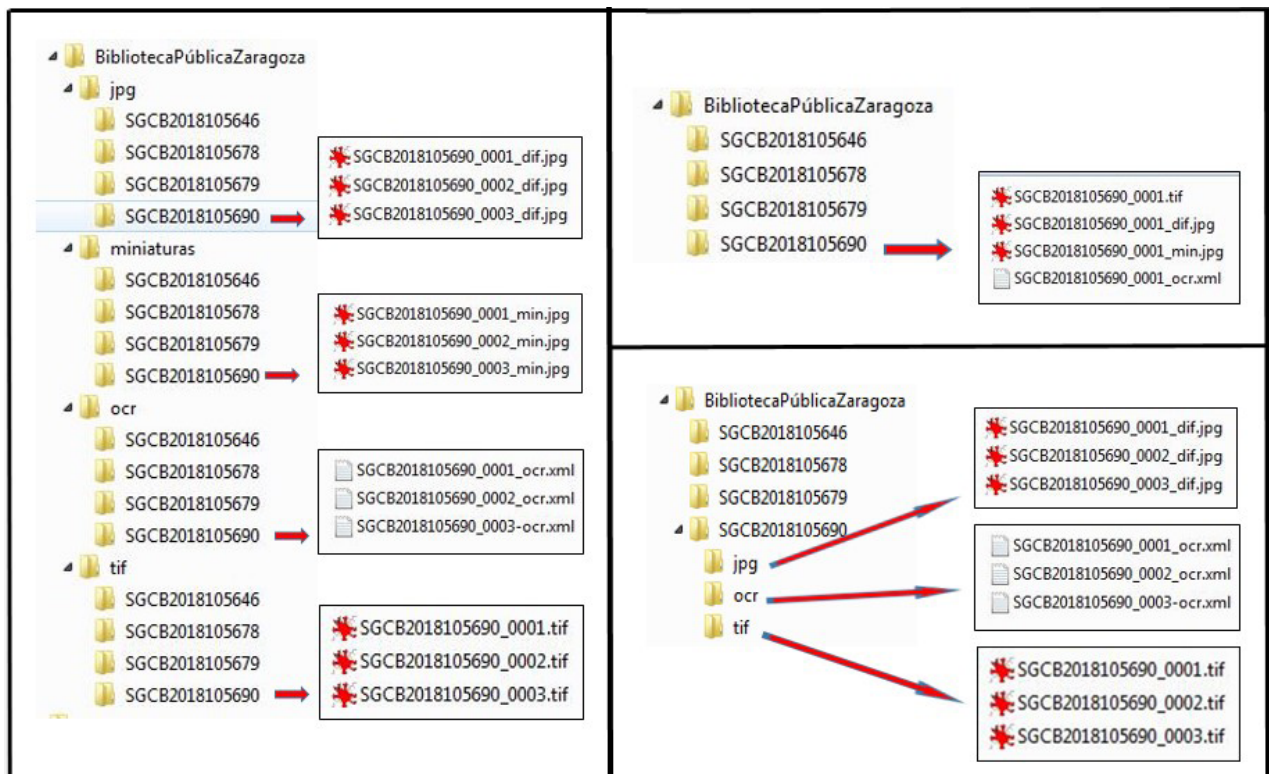 BibliotecaPúblicaZaragoza
jpg
SGCB2018105646
SGCB2018105678
SGCB2018105679
SGCB2018105690
SGCB2018105690_0001_dif.jpg
SGCB2018105690_0002_dif.jpg
SGCB2018105690_0003_dif.jpg
miniaturas
SGCB2018105646
SGCB2018105678
SGCB2018105679
SGCB2018105690
SGCB2018105690_0001_min.jpg
SGCB2018105690_0002_min.jpg
SGCB2018105690_0003_min.jpg
ocr
SGCB2018105646
SGCB2018105678
SGCB2018105679
SGCB2018105690
SGCB2018105690_0001_ocr.xml
SGCB2018105690_0002_ocr.xml
SGCB2018105690_0003-ocr.xml
tif
SGCB2018105646
SGCB2018105678
SGCB2018105679
SGCB2018105690
SGCB2018105690_0001.tif
SGCB2018105690_0002.tif
SGCB2018105690_0003.tif
BibliotecaPúblicaZaragoza
SGCB2018105646
SGCB2018105678
SGCB2018105679
SGCB2018105690
SGCB2018105690_0001.tif
SGCB2018105690_0001_dif.jpg
SGCB2018105690_0001_min.jpg
SGCB2018105690_0001_ocr.xml
BibliotecaPúblicaZaragoza
SGCB2018105646
SGCB2018105678
SGCB2018105679
SGCB2018105690
jpg
ocr
tif
SGCB2018105690_0001_dif.jpg
SGCB2018105690_0002_dif.jpg
SGCB2018105690_0003_dif.jpg
SGCB2018105690_0001_ocr.xml
SGCB2018105690_0002_ocr.xml
SGCB2018105690_0003-ocr.xml
SGCB2018105690_0001.tif
SGCB2018105690_0002.tif
SGCB2018105690_0003.tif